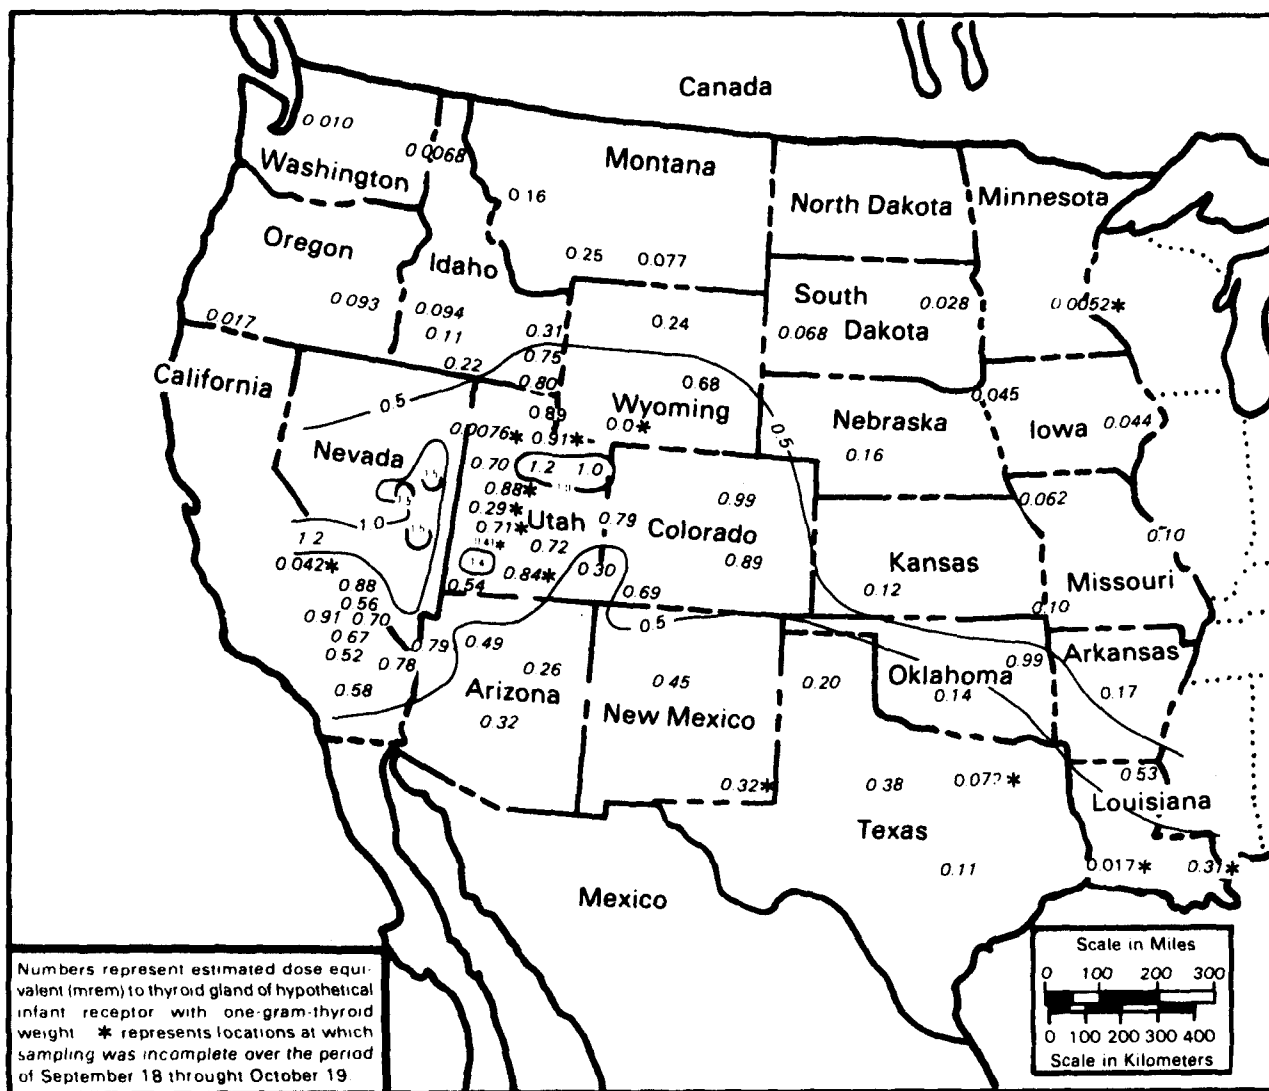 Canada
0.010
0.0068
Washington
Montana
0.16
North Dakota
Minnesota
Oregon
Idaho
0.25
0.077
South
Dakota
0.028
0.0052*
0.093
0.094
0.017
0.11
0.31
0.24
0.068
0.75
0.22
California
0.5
0.80
0.68
0.045
0.89
Wyoming
Nebraska
Iowa
0.044
0.0076*
0.91*
0.0*
0.5
Nevada
0.70
1.2
1.0
0.16
0.88*
0.99
0.062
0.29*
1.0
0.71*
Utah
0.79
Colorado
0.10
1.2
0.72
0.89
Kansas
0.042*
0.84*
0.30
Missouri
0.88
0.54
0.69
0.12
0.10
0.56
0.91
0.70
0.5
0.67
0.79
0.49
0.52
0.78
0.26
Oklahoma
0.99
Arkansas
0.58
Arizona
0.45
0.20
0.14
0.17
0.32
New Mexico
0.32*
0.38
0.53
Louisiana
Texas
0.11
0.017*
0.31*
Mexico
Numbers represent estimated dose equi-
valent (mrem) to thyroid gland of hypothetical
infant receptor with one-gram-thyroid
weight * represents locations at which
sampling was incomplete over the period
of September 18 throught October 19
Scale in Miles
0 100 200 300
0 100 200 300 400
Scale in Kilometers